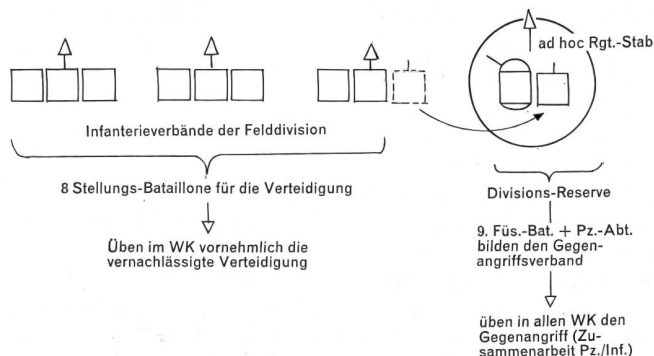 ad hoc Rgt.-Stab
Infanterieverbände der Felddivision
8 Stellungs-Bataillone für die Verteidigung
Üben im WK vornehmlich die
vernachlässigte Verteidigung
Divisions-Reserve
9. Füs.-Bat. + Pz.-Abt.
bilden den Gegen-
angriffsverband
üben in allen WK den
Gegenangriff (Zu-
sammenarbeit Pz./Inf.)